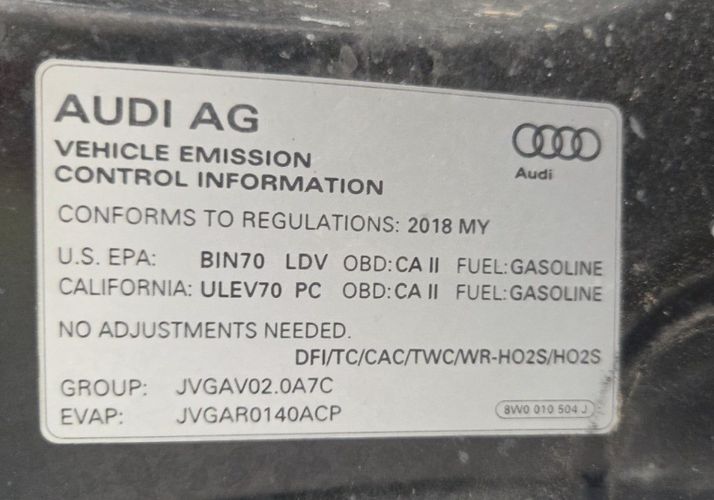 AUDI AG
VEHICLE EMISSION
CONTROL INFORMATION
Audi
CONFORMS TO REGULATIONS: 2018 MY
U.S. EPA: BIN70 LDV OBD:CA II FUEL:GASOLINE
CALIFORNIA: ULEV70 PC OBD:CA II FUEL:GASOLINE
NO ADJUSTMENTS NEEDED.
DFI/TC/CAC/TWC/WR-HO2S/HO2S
GROUP: JVGAV02.0A7C
EVAP: JVGAR0140ACP
8W0 010 504 J